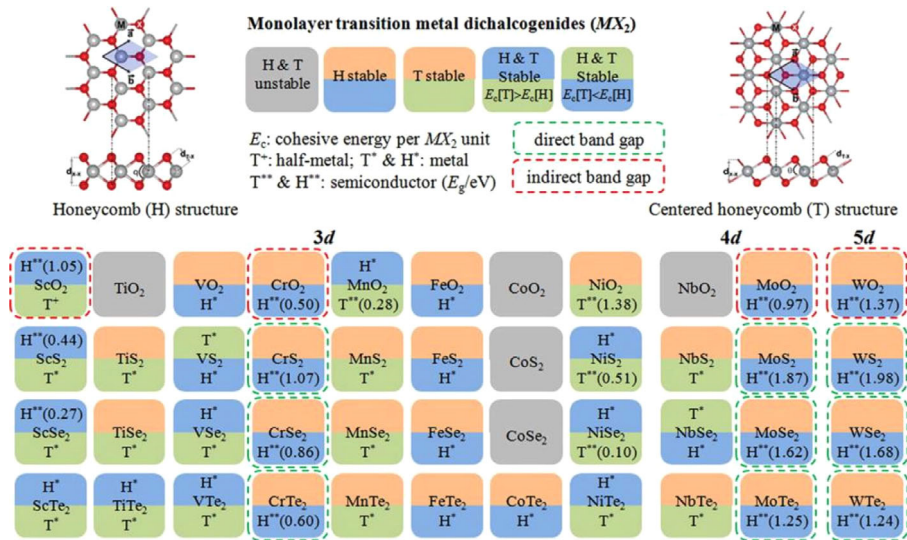 Monolayer transition metal dichalcogenides (MX₂)
M
X
a
b
H & T
unstable
H stable
T stable
H & T
Stable
E_c[T]>E_c[H]
H & T
Stable
E_c[T]<E_c[H]
M
E_c: cohesive energy per MX₂ unit
T⁺: half-metal; T* & H*: metal
T** & H**: semiconductor (E_g/eV)
direct band gap
indirect band gap
Honeycomb (H) structure
Centered honeycomb (T) structure
3d
4d
5d
H**(1.05)
ScO₂
T⁺
TiO₂
VO₂
H*
CrO₂
H**(0.50)
H*
MnO₂
T**(0.28)
FeO₂
H*
CoO₂
NiO₂
T**(1.38)
NbO₂
MoO₂
H**(0.97)
WO₂
H**(1.37)
H**(0.44)
ScS₂
T*
TiS₂
T*
T*
VS₂
H*
CrS₂
H**(1.07)
MnS₂
T*
FeS₂
H*
CoS₂
H*
NiS₂
T**(0.51)
NbS₂
T*
MoS₂
H**(1.87)
WS₂
H**(1.98)
H**(0.27)
ScSe₂
T*
TiSe₂
T*
H*
VSe₂
T*
CrSe₂
H**(0.86)
MnSe₂
T*
FeSe₂
H*
CoSe₂
H*
NiSe₂
T**(0.10)
T*
NbSe₂
H*
MoSe₂
H**(1.62)
WSe₂
H**(1.68)
H*
ScTe₂
T*
H*
TiTe₂
T*
H*
VTe₂
T*
CrTe₂
H**(0.60)
MnTe₂
T*
FeTe₂
H*
CoTe₂
H*
H*
NiTe₂
T*
NbTe₂
T*
MoTe₂
H**(1.25)
WTe₂
H**(1.24)